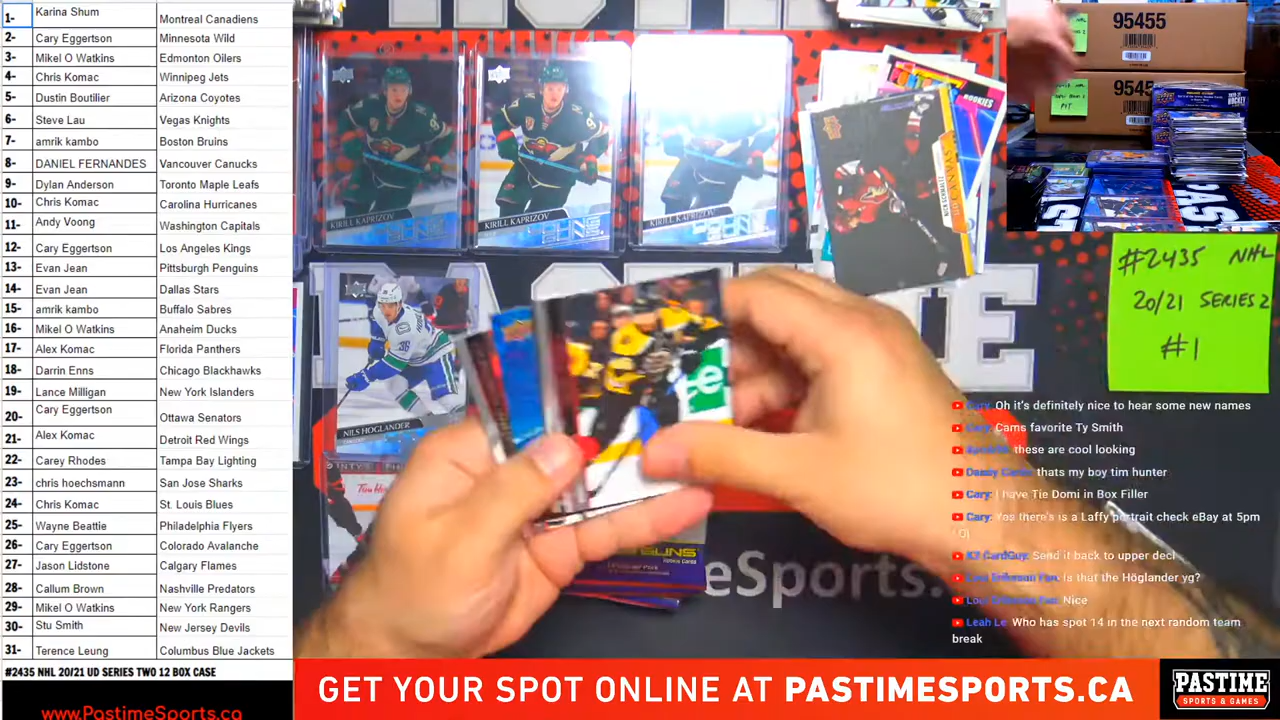 1- Karina Shum Montreal Canadiens
2- Cary Eggertson Minnesota Wild
3- Mikel O Watkins Edmonton Oilers
4- Chris Komac Winnipeg Jets
5- Dustin Boutilier Arizona Coyotes
6- Steve Lau Vegas Knights
7- amrik kambo Boston Bruins
8- DANIEL FERNANDES Vancouver Canucks
9- Dylan Anderson Toronto Maple Leafs
10- Chris Komac Carolina Hurricanes
11- Andy Voong Washington Capitals
12- Cary Eggertson Los Angeles Kings
13- Evan Jean Pittsburgh Penguins
14- Evan Jean Dallas Stars
15- amrik kambo Buffalo Sabres
16- Mikel O Watkins Anaheim Ducks
17- Alex Komac Florida Panthers
18- Darrin Enns Chicago Blackhawks
19- Lance Milligan New York Islanders
20- Cary Eggertson Ottawa Senators
21- Alex Komac Detroit Red Wings
22- Carey Rhodes Tampa Bay Lighting
23- chris hoechsmann San Jose Sharks
24- Chris Komac St. Louis Blues
25- Wayne Beattie Philadelphia Flyers
26- Cary Eggertson Colorado Avalanche
27- Jason Lidstone Calgary Flames
28- Callum Brown Nashville Predators
29- Mikel O Watkins New York Rangers
30- Stu Smith New Jersey Devils
31- Terence Leung Columbus Blue Jackets
#2435 NHL 20/21 UD SERIES TWO 12 BOX CASE
www.PastimeSports.ca
KIRILL KAPRIZOV
KIRILL KAPRIZOV
KIRILL KAPRIZOV
NILS HOGLANDER
ROOKIES
eSports.
95455
#2435 NHL
20/21 SERIES 2
#1
Cary: Oh it's definitely nice to hear some new names
Cary: Cams favorite Ty Smith
these are cool looking
thats my boy tim hunter
Cary: I have Tie Domi in Box Filler
Cary: Yas there's is a Laffy portrait check eBay at 5pm
CardGuy: Send it back to upper decl
is that the Höglander yg?
Nice
Leah Le: Who has spot 14 in the next random team
break
GET YOUR SPOT ONLINE AT PASTIMESPORTS.CA
PASTIME
SPORTS & GAMES